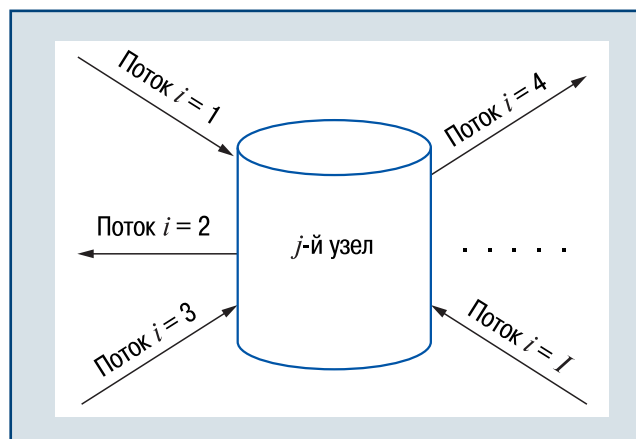 Поток i = 1
Поток i = 4
Поток i = 2
j-й узел
. . . . .
Поток i = 3
Поток i = I